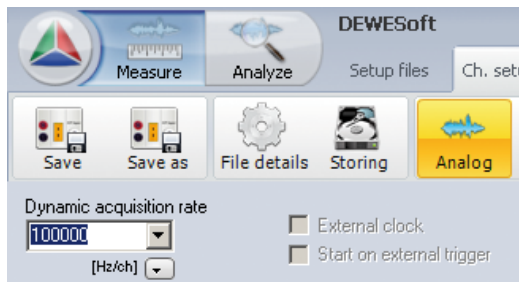 DEWESoft
Measure Analyze Setup files Ch. set
Save Save as File details Storing Analog
Dynamic acquisition rate
100000
External clock
[Hz/ch]
Start on external trigger